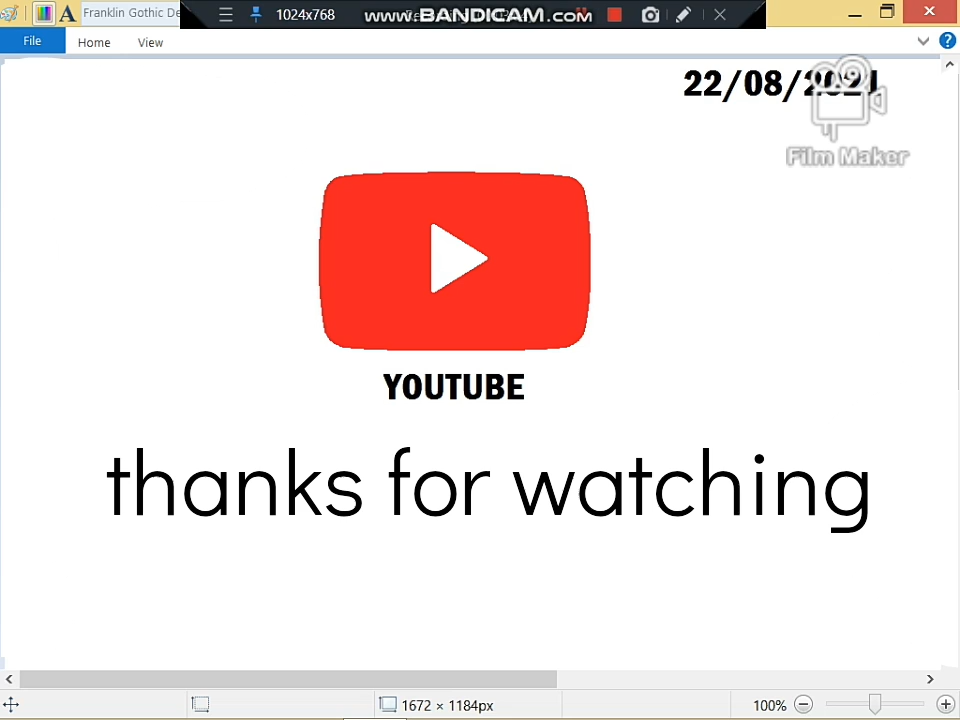 Franklin Gothic De
1024x768
www.BANDICAM.com
File
Home
View
22/08/2021
Film Maker
YOUTUBE
thanks for watching
1672 × 1184px
100%